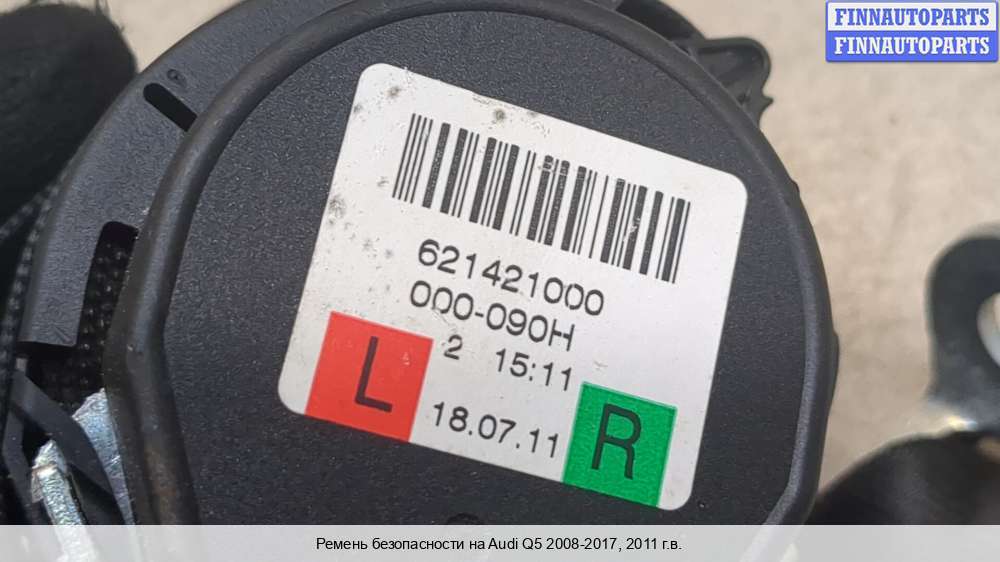 FINNAUTOPARTS
FINNAUTOPARTS
621421000
000-090H
2 15:11
L
18.07.11
R
Ремень безопасности на Audi Q5 2008-2017, 2011 г.в.